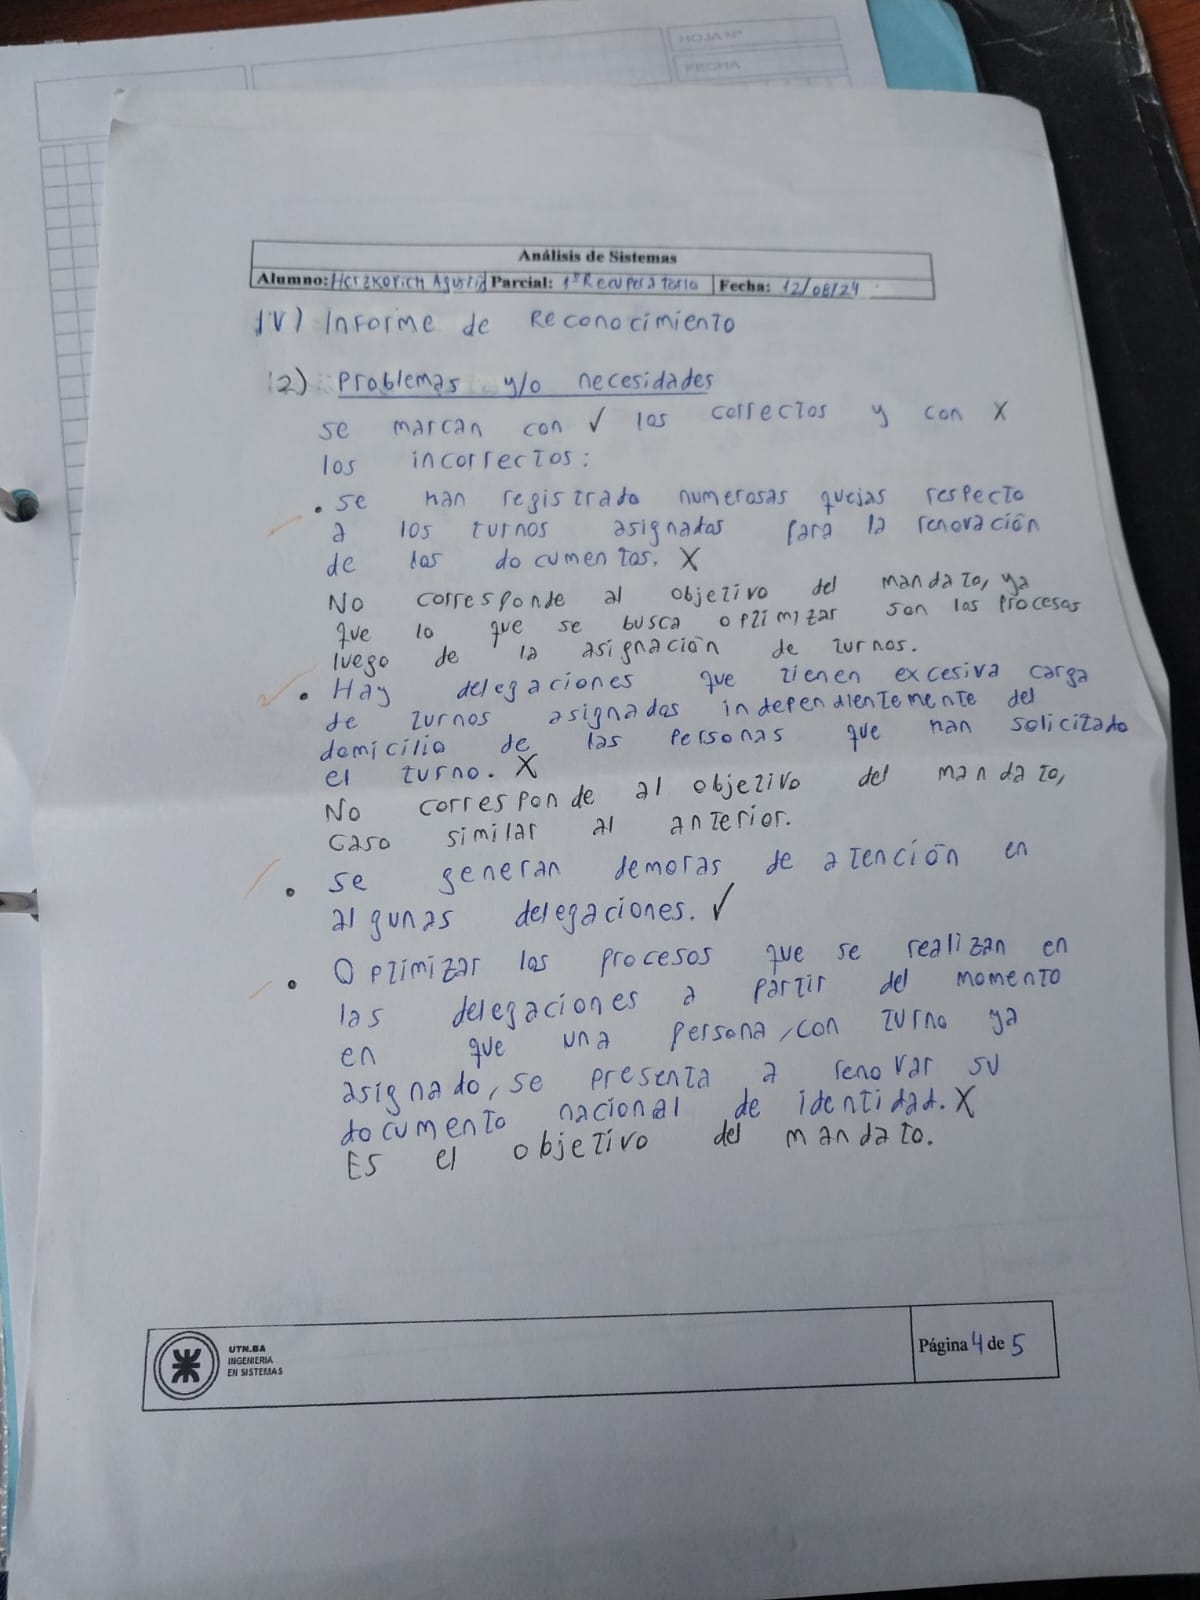 HOJA Nº
FECHA
Análisis de Sistemas
Alumno: Herzkovich Agustín Parcial: 1º Recuperatorio Fecha: 12/08/24
IV) Informe de Reconocimiento
2) Problemas y/o necesidades
se marcan con ✓ los correctos y con X
los incorrectos:
• se han registrado numerosas quejas respecto
a los turnos asignados para la renovación
de los documentos. X
No corresponde al objetivo del mandato, ya
que lo que se busca optimizar son los procesos
luego de la asignación de turnos.
• Hay delegaciones que tienen excesiva carga
de turnos asignados independientemente del
domicilio de las personas que han solicitado
el turno. X
No corresponde al objetivo del mandato,
caso similar al anterior.
• se generan demoras de atención en
algunas delegaciones. ✓
• Optimizar los procesos que se realizan en
las delegaciones a partir del momento
en que una persona, con turno ya
asignado, se presenta a renovar su
documento nacional de identidad. X
Es el objetivo del mandato.
UTN.BA
INGENIERIA
EN SISTEMAS
Página 4 de 5